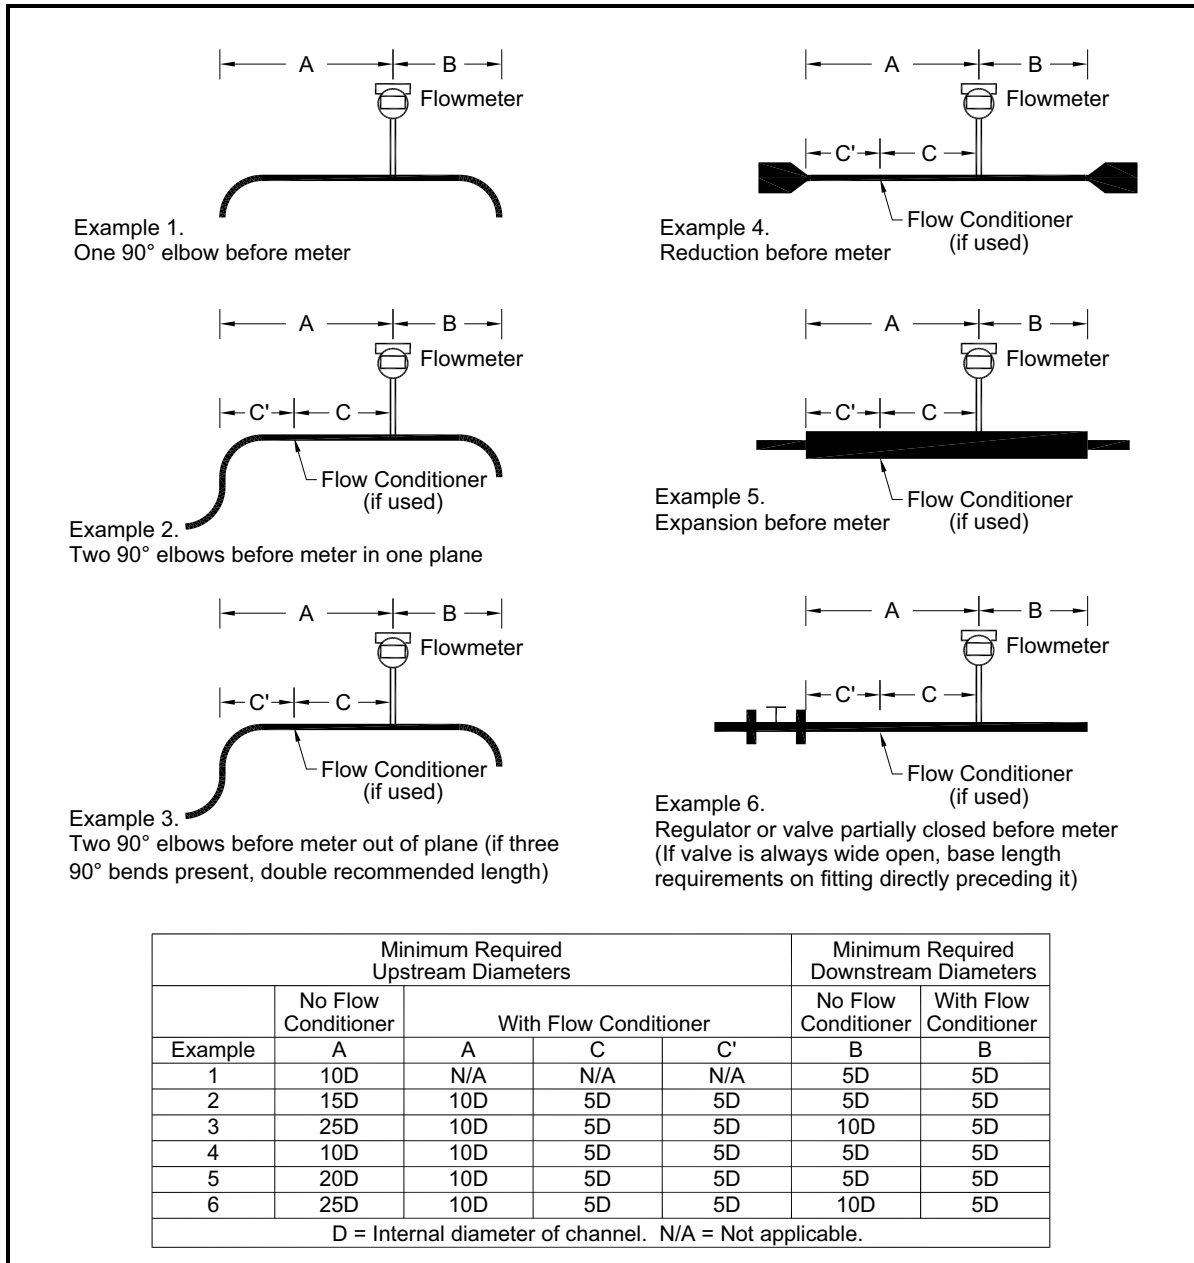 A
B
Flowmeter
Example 1.
One 90° elbow before meter
A
B
Flowmeter
C'
C
Flow Conditioner
(if used)
Example 2.
Two 90° elbows before meter in one plane
A
B
Flowmeter
C'
C
Flow Conditioner
(if used)
Example 3.
Two 90° elbows before meter out of plane (if three
90° bends present, double recommended length)
A
B
Flowmeter
C'
C
Flow Conditioner
(if used)
Example 4.
Reduction before meter
A
B
Flowmeter
C'
C
Flow Conditioner
(if used)
Example 5.
Expansion before meter
A
B
Flowmeter
C'
C
Flow Conditioner
(if used)
Example 6.
Regulator or valve partially closed before meter
(If valve is always wide open, base length
requirements on fitting directly preceding it)
Minimum Required
Upstream Diameters
Minimum Required
Downstream Diameters
No Flow
Conditioner
With Flow Conditioner
No Flow
Conditioner
With Flow
Conditioner
Example A A C C' B B
1 10D N/A N/A N/A 5D 5D
2 15D 10D 5D 5D 5D 5D
3 25D 10D 5D 5D 10D 5D
4 10D 10D 5D 5D 5D 5D
5 20D 10D 5D 5D 5D 5D
6 25D 10D 5D 5D 10D 5D
D = Internal diameter of channel. N/A = Not applicable.